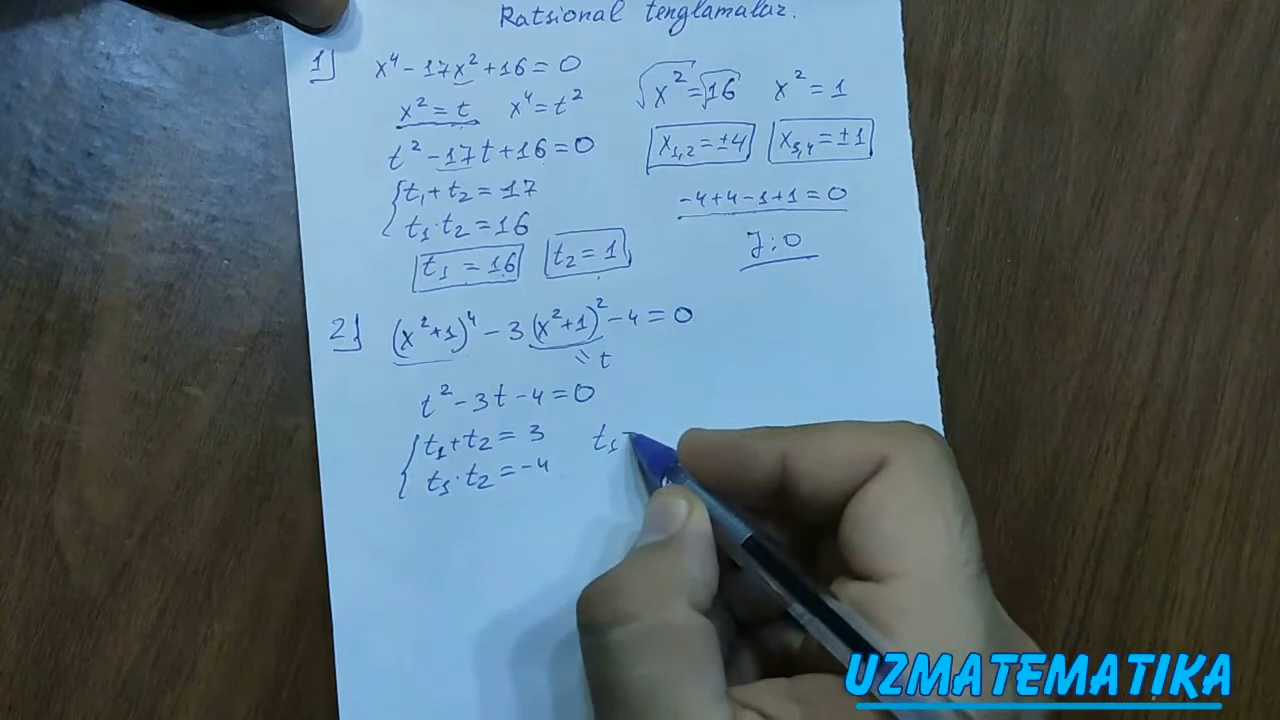 Ratsional tenglamalar.
1) x⁴ - 17x² + 16 = 0
x² = t x⁴ = t²
t² - 17t + 16 = 0
t₁ + t₂ = 17
t₁ · t₂ = 16
t₁ = 16 t₂ = 1
√x² = √16 x² = 1
x₁,₂ = ±4 x₃,₄ = ±1
-4+4-1+1=0
J: 0
2) (x²+1)⁴ - 3(x²+1)² - 4 = 0
= t
t² - 3t - 4 = 0
t₁ + t₂ = 3
t₁ · t₂ = -4
t₁ =
UZMATEMATIKA